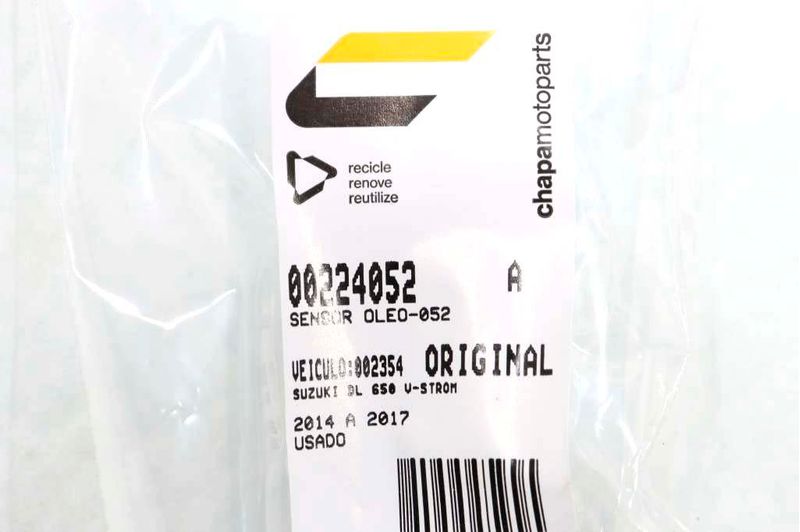 chapamotoparts
recicle
renove
reutilize
00224052 A
SENSOR OLEO-052
VEICULO:002354 ORIGINAL
SUZUKI DL 650 V-STROM
2014 A 2017
USADO